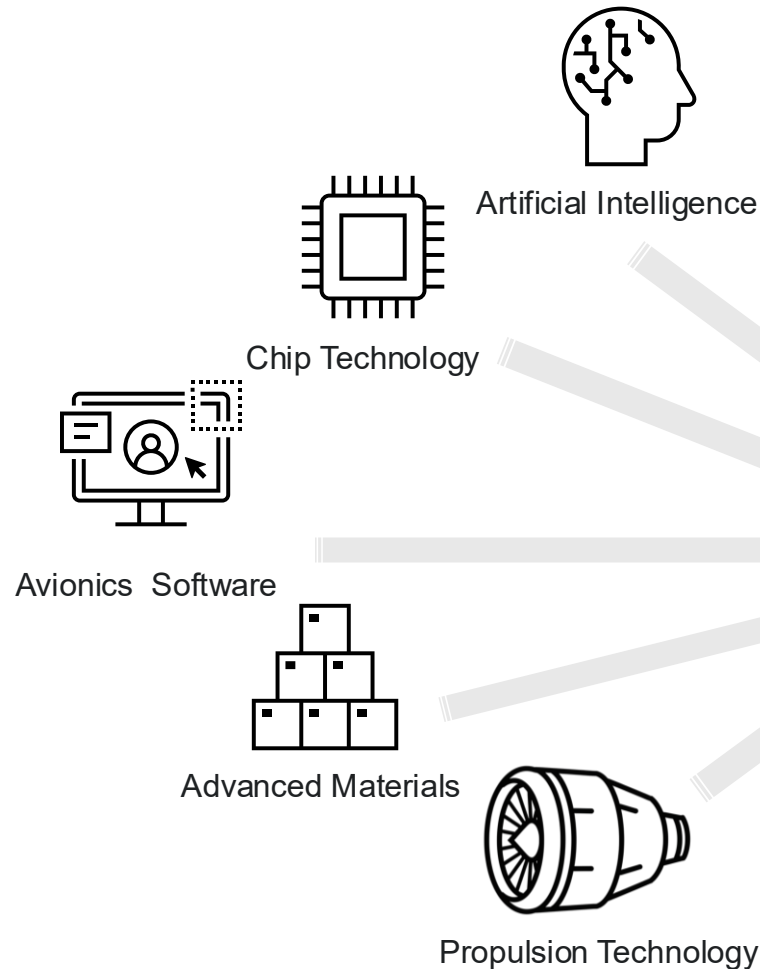 Artificial Intelligence
Chip Technology
Avionics Software
Advanced Materials
Propulsion Technology